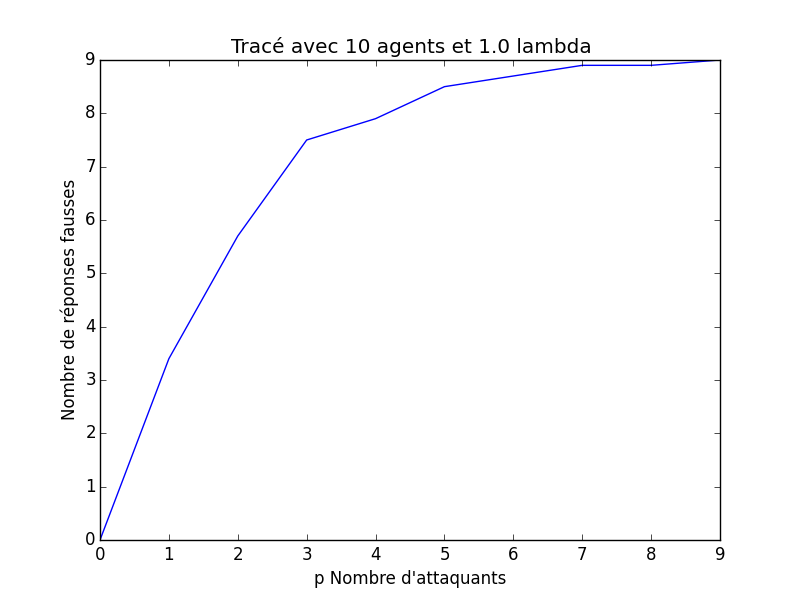 Tracé avec 10 agents et 1.0 lambda
Nombre de réponses fausses
9
8
7
6
5
4
3
2
1
0
0 1 2 3 4 5 6 7 8 9
p Nombre d'attaquants